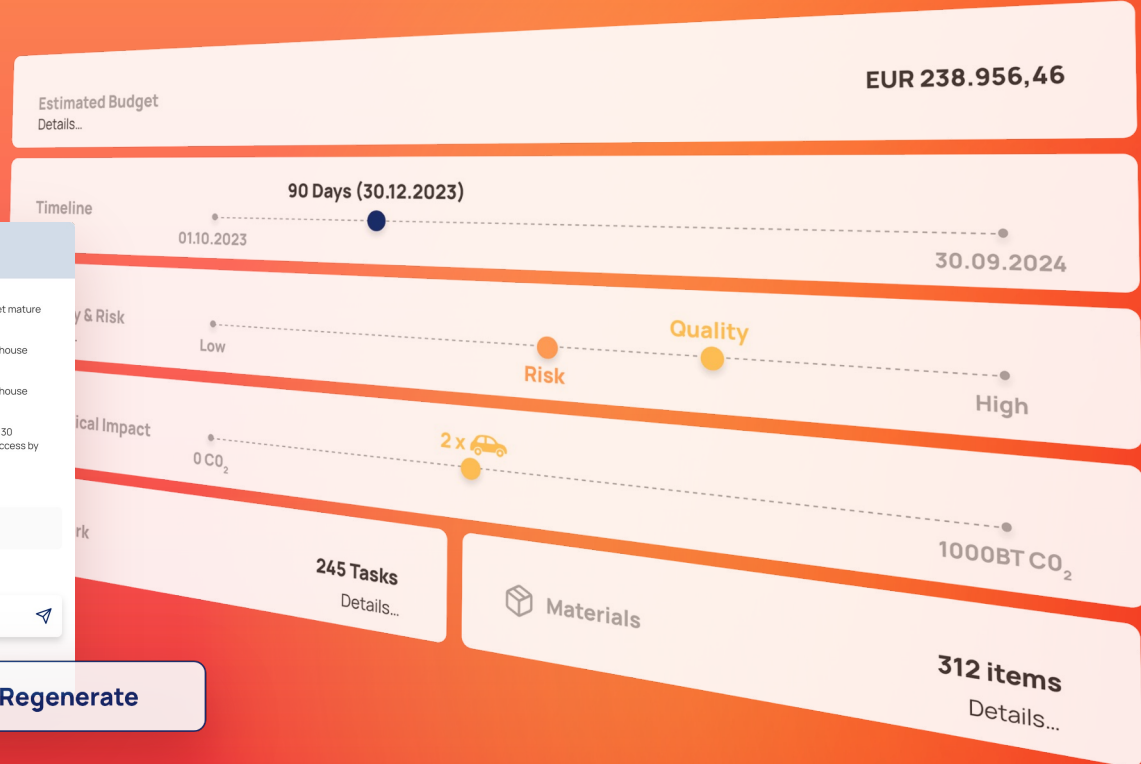 Estimated Budget
Details...
EUR 238.956,46
Timeline
90 Days (30.12.2023)
01.10.2023
30.09.2024
y & Risk
Low
Risk
Quality
High
ical Impact
0 CO₂
2 x
1000BT CO₂
rk
245 Tasks
Details...
Materials
312 items
Details...
et mature
house
house
30
ccess by
Regenerate